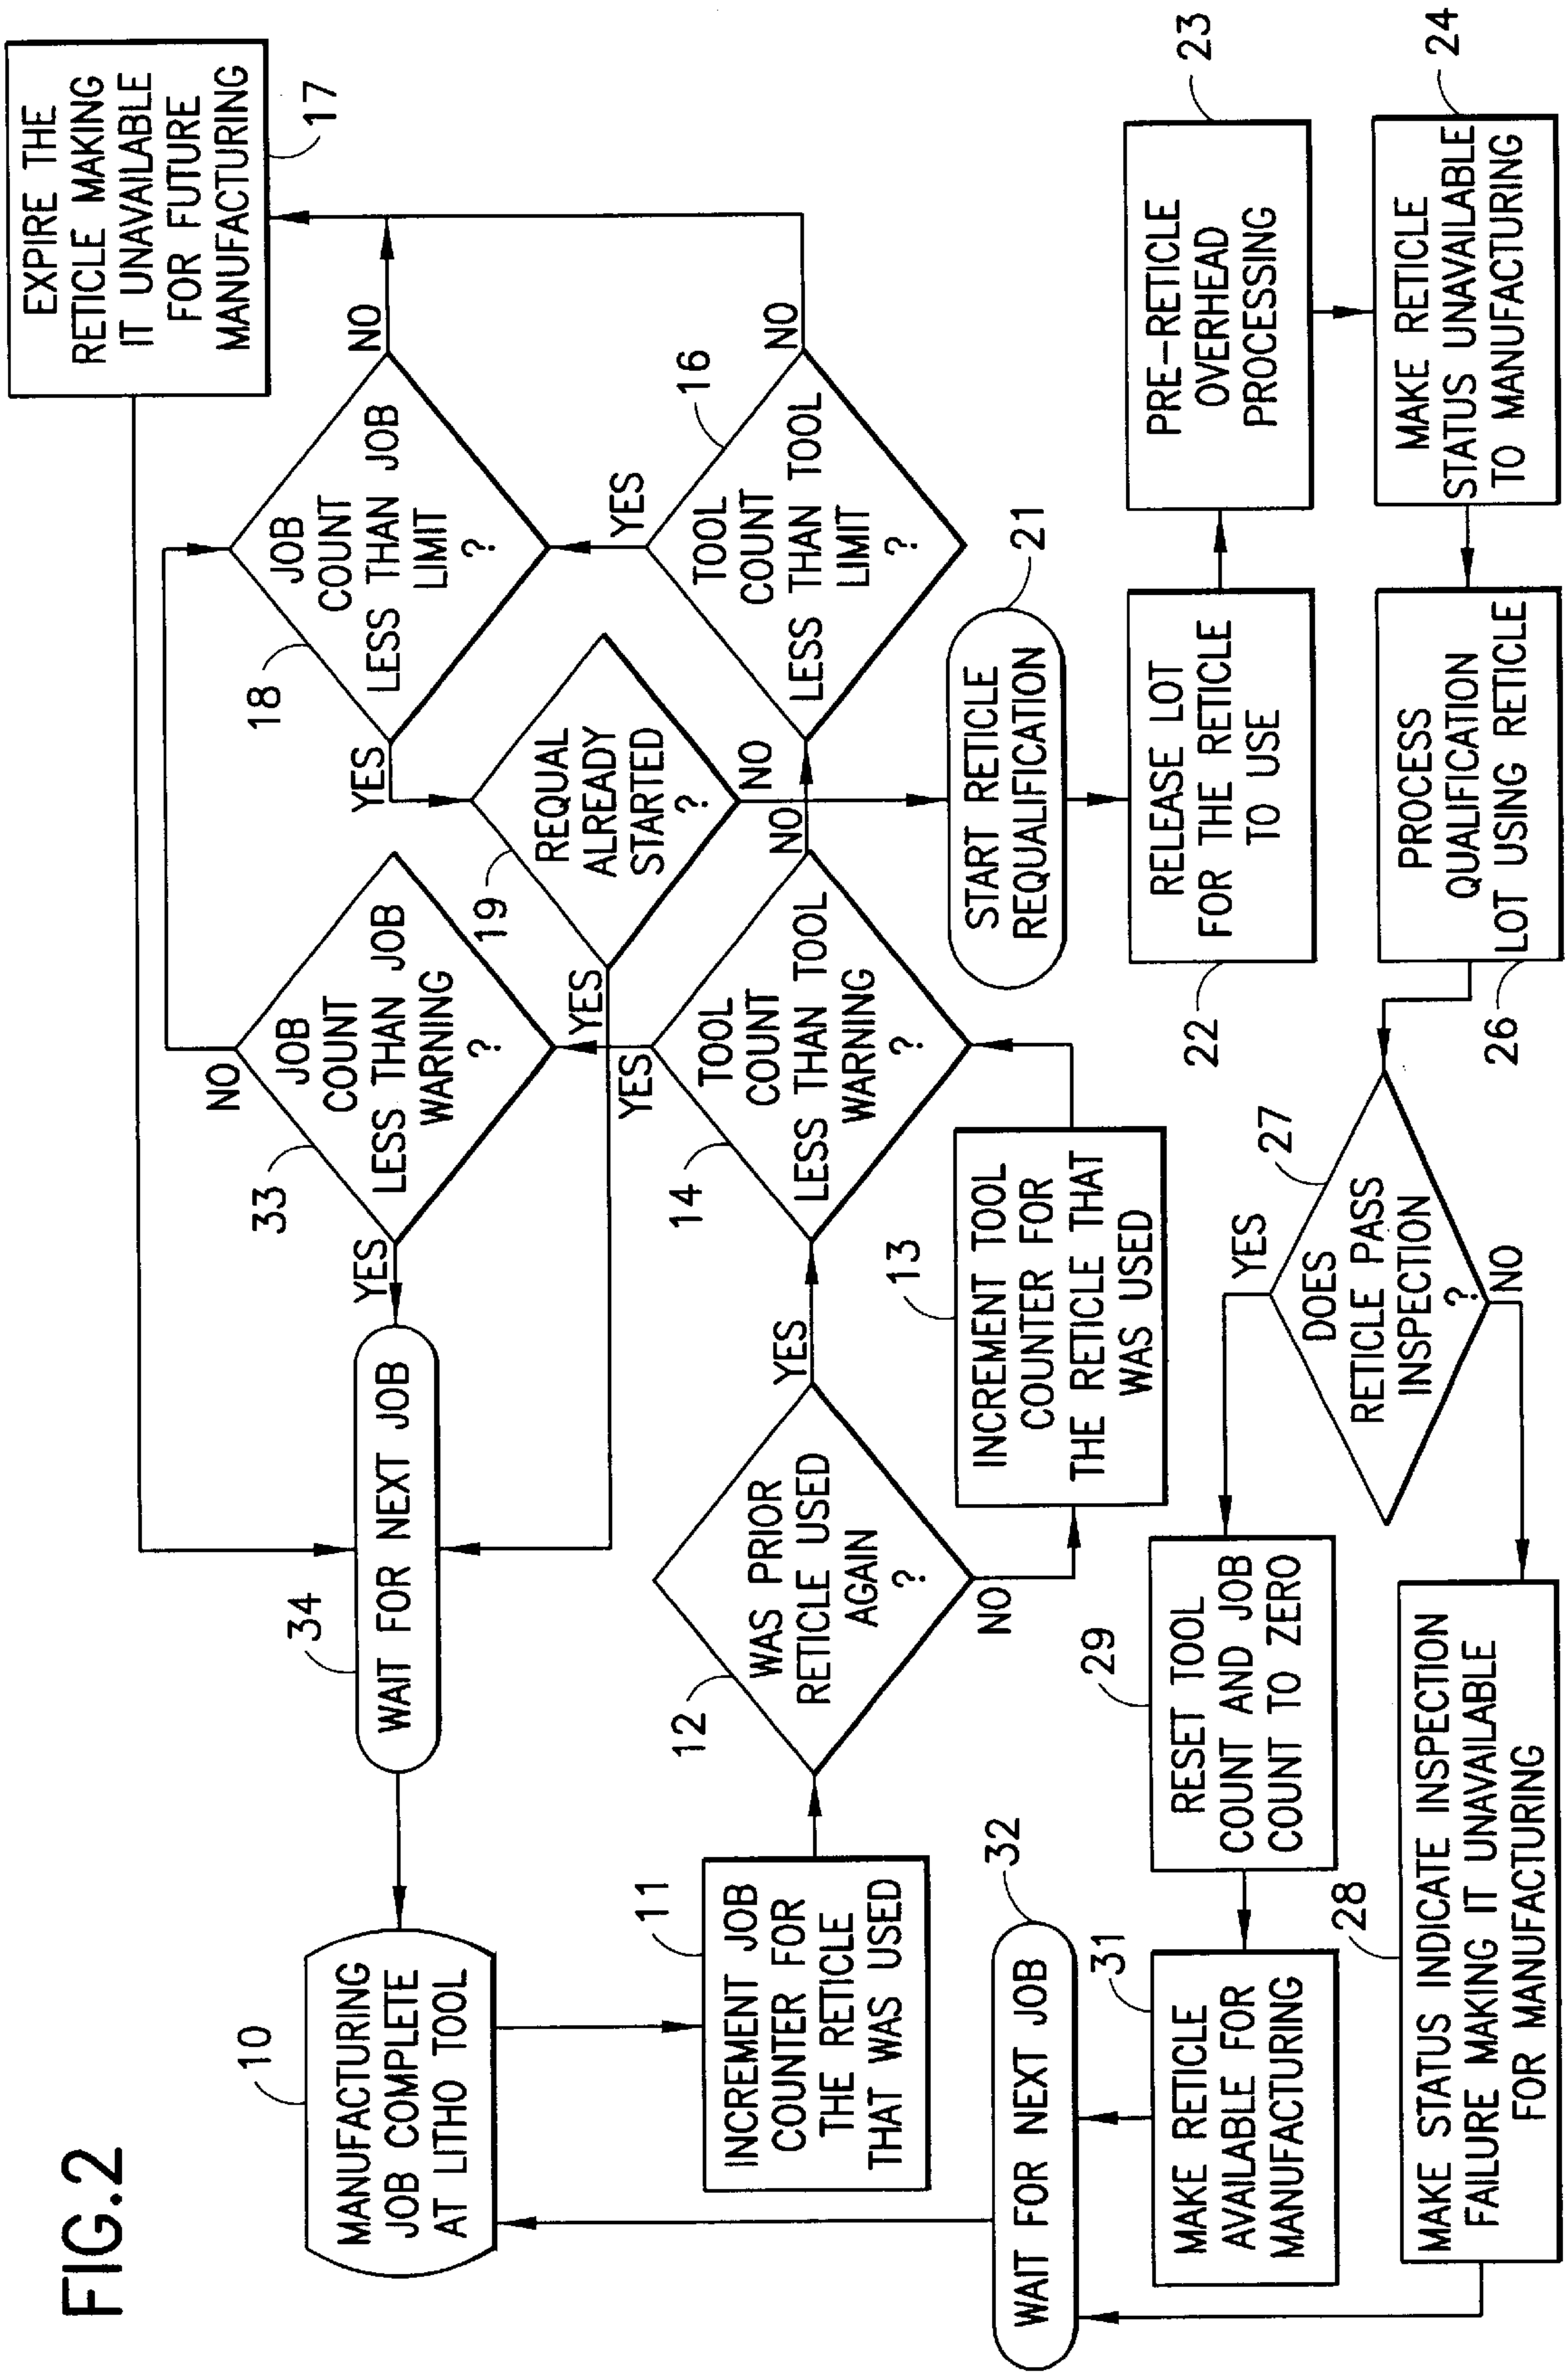 FIG.2
10
MANUFACTURING
JOB COMPLETE
AT LITHO TOOL
34
WAIT FOR NEXT JOB
YES
33
JOB
COUNT
LESS THAN JOB
WARNING
?
NO
18
JOB
COUNT
LESS THAN JOB
LIMIT
?
NO
YES
EXPIRE THE
RETICLE MAKING
IT UNAVAILABLE
FOR FUTURE
MANUFACTURING
17
19
REQUAL
ALREADY
STARTED
?
YES
NO
11
INCREMENT JOB
COUNTER FOR
THE RETICLE
THAT WAS USED
12
WAS PRIOR
RETICLE USED
AGAIN
?
YES
NO
14
TOOL
COUNT
LESS THAN TOOL
WARNING
?
YES
NO
16
TOOL
COUNT
LESS THAN TOOL
LIMIT
?
YES
NO
13
INCREMENT TOOL
COUNTER FOR
THE RETICLE THAT
WAS USED
21
START RETICLE
REQUALIFICATION
32
WAIT FOR NEXT JOB
31
MAKE RETICLE
AVAILABLE FOR
MANUFACTURING
29
RESET TOOL
COUNT AND JOB
COUNT TO ZERO
YES
27
DOES
RETICLE PASS
INSPECTION
?
NO
22
RELEASE LOT
FOR THE RETICLE
TO USE
23
PRE-RETICLE
OVERHEAD
PROCESSING
28
MAKE STATUS INDICATE INSPECTION
FAILURE MAKING IT UNAVAILABLE
FOR MANUFACTURING
26
PROCESS
QUALIFICATION
LOT USING RETICLE
24
MAKE RETICLE
STATUS UNAVAILABLE
TO MANUFACTURING